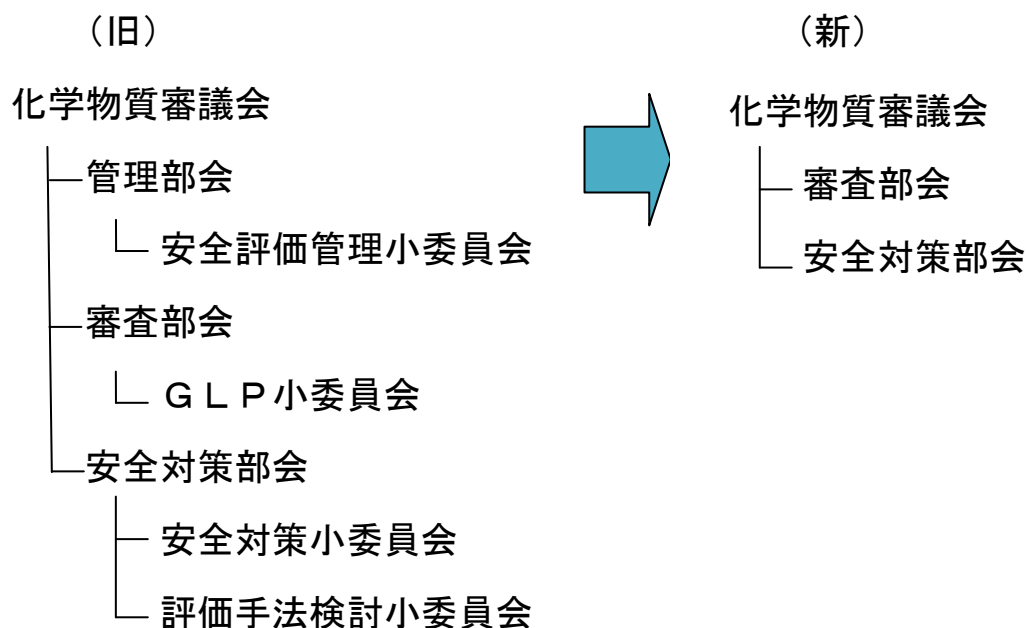 （旧）
化学物質審議会
管理部会
安全評価管理小委員会
審査部会
ＧＬＰ小委員会
安全対策部会
安全対策小委員会
評価手法検討小委員会
（新）
化学物質審議会
審査部会
安全対策部会